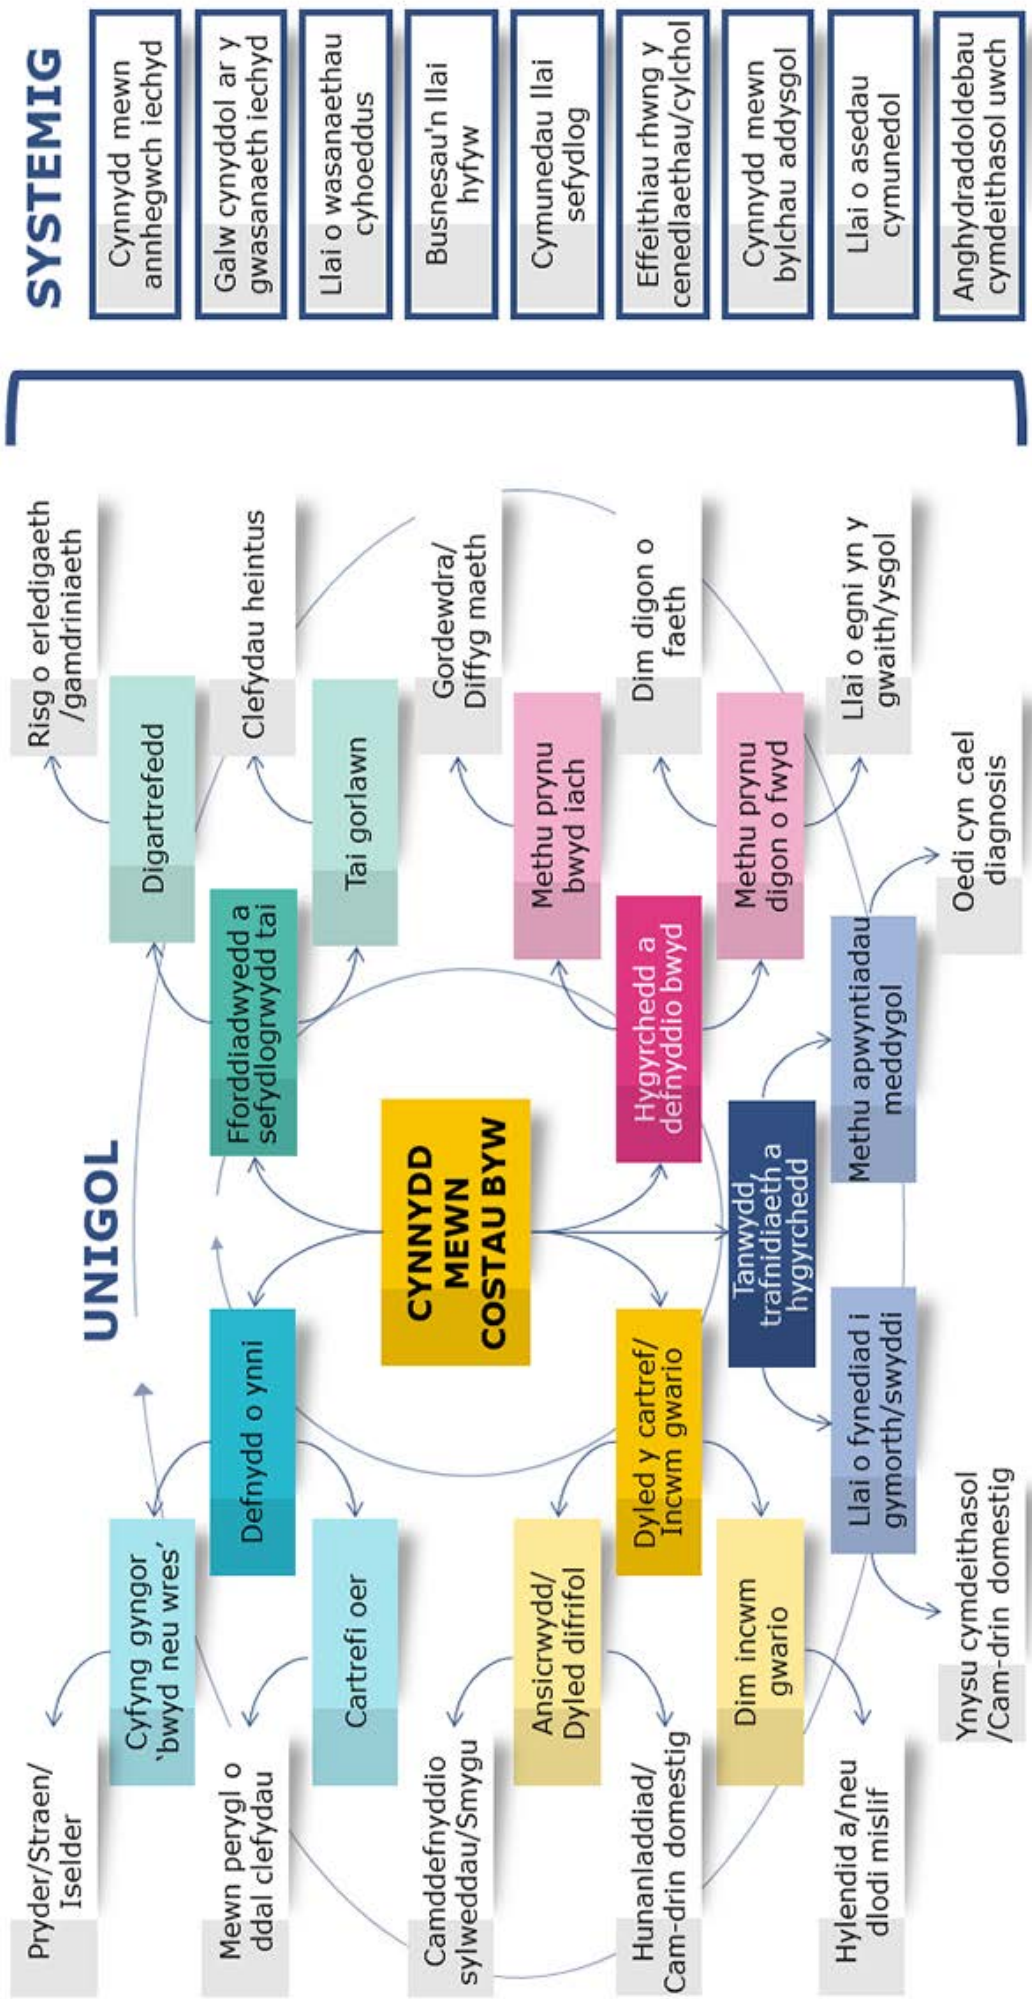 UNIGOL
Pryder/Straen/
Iselder
Cyfyng gyngor
‘bwyd neu wres’
Digartrefedd
Risg o erledigaeth
/gamdriniaeth
Mewn perygl o
ddal clefydau
Defnydd o ynni
Fforddiadwyedd a
sefydlogrwydd tai
Clefydau heintus
Cartrefi oer
Tai gorlawn
CYNNYDD
MEWN
COSTAU BYW
Camddefnyddio
sylweddau/Smygu
Ansicrwydd/
Dyled difrifol
Methu prynu
bwyd iach
Gordewdra/
Diffyg maeth
Hunanladdiad/
Cam-drin domestig
Dyled y cartref/
Incwm gwario
Hygyrchedd a
defnyddio bwyd
Dim digon o
faeth
Dim incwm
gwario
Tanwydd,
trafnidiaeth a
hygyrchedd
Methu prynu
digon o fwyd
Hylendid a/neu
dlodi mislif
Llai o fynediad i
gymorth/swyddi
Methu apwyntiadau
meddygol
Llai o egni yn y
gwaith/ysgol
Ynysu cymdeithasol
/Cam-drin domestig
Oedi cyn cael
diagnosis
SYSTEMIG
Cynnydd mewn
annhegwch iechyd
Galw cynyddol ar y
gwasanaeth iechyd
Llai o wasanaethau
cyhoeddus
Busnesau'n llai
hyfyw
Cymunedau llai
sefydlog
Effeithiau rhwng y
cenedlaethau/cylchol
Cynnydd mewn
bylchau addysgol
Llai o asedau
cymunedol
Anghydraddoldebau
cymdeithasol uwch